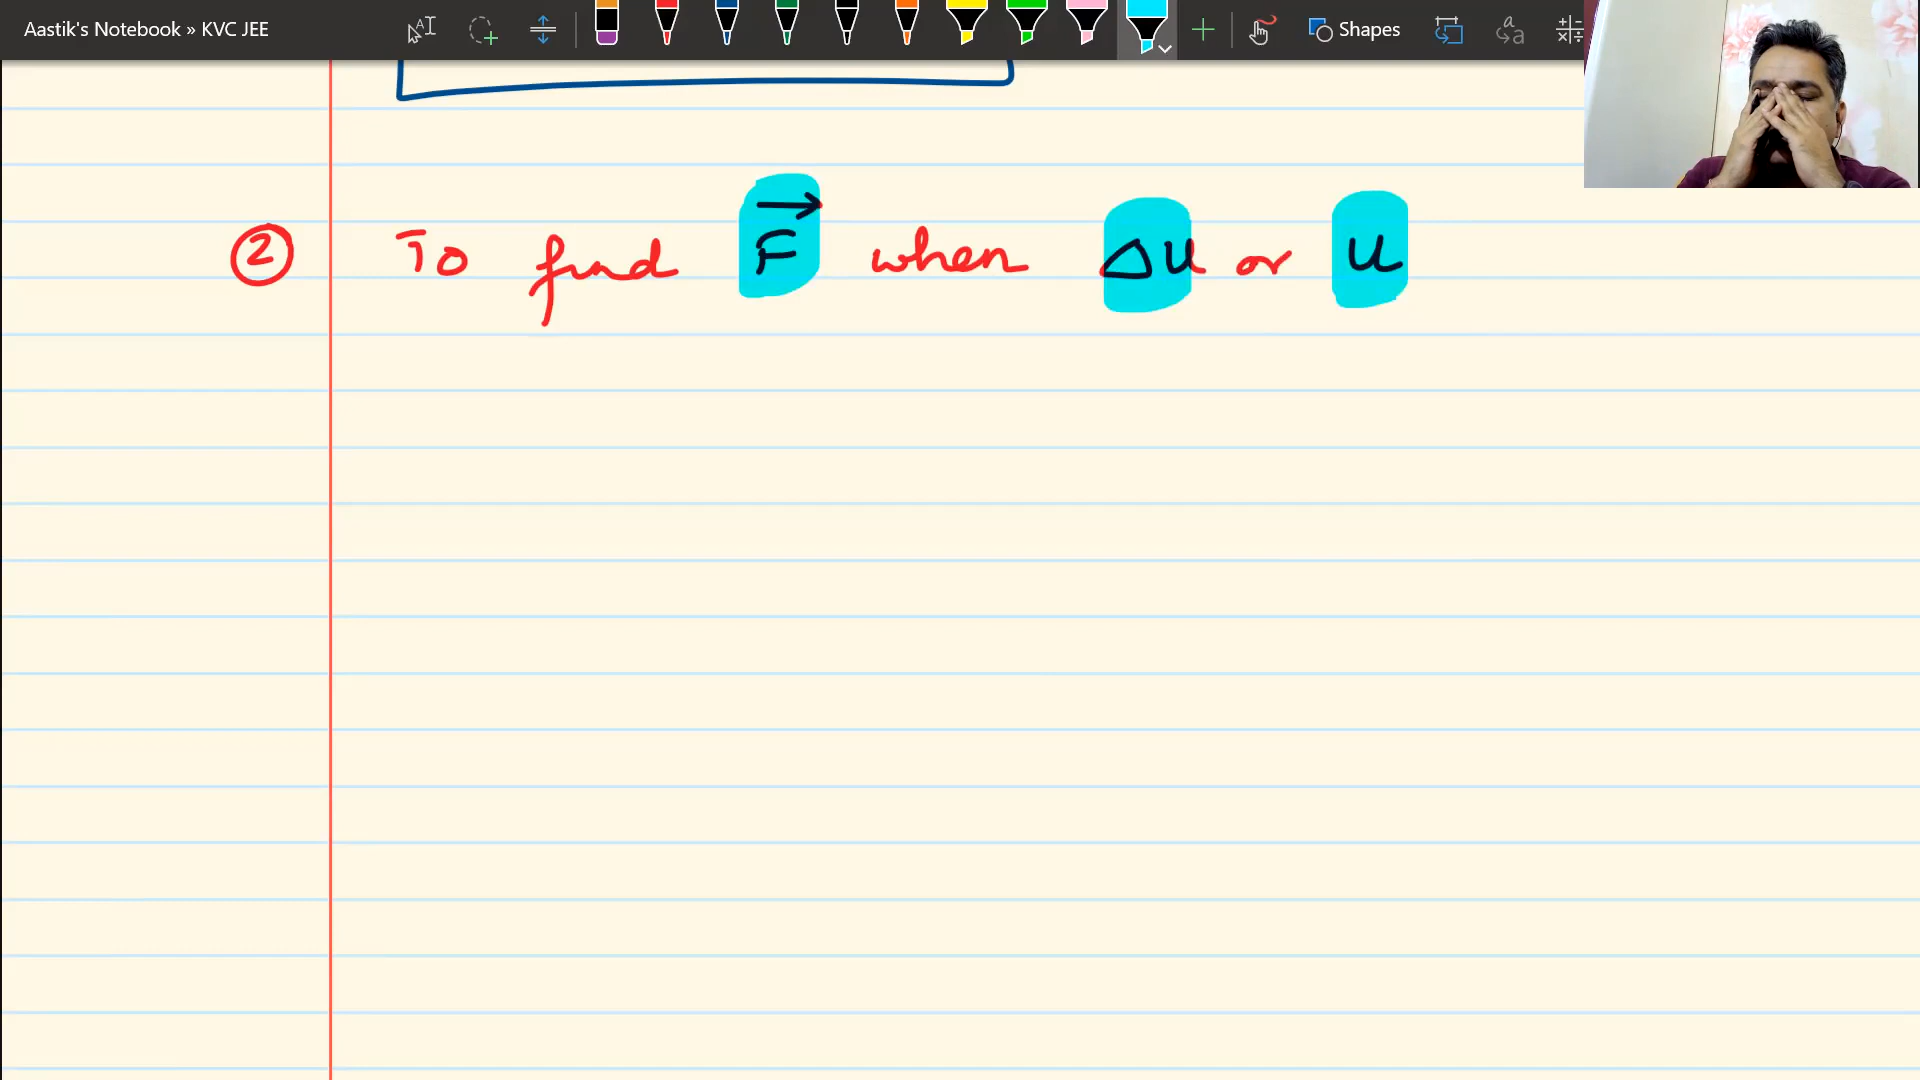 Aastik's Notebook » KVC JEE
Shapes
② To find F⃗ when ΔU or U